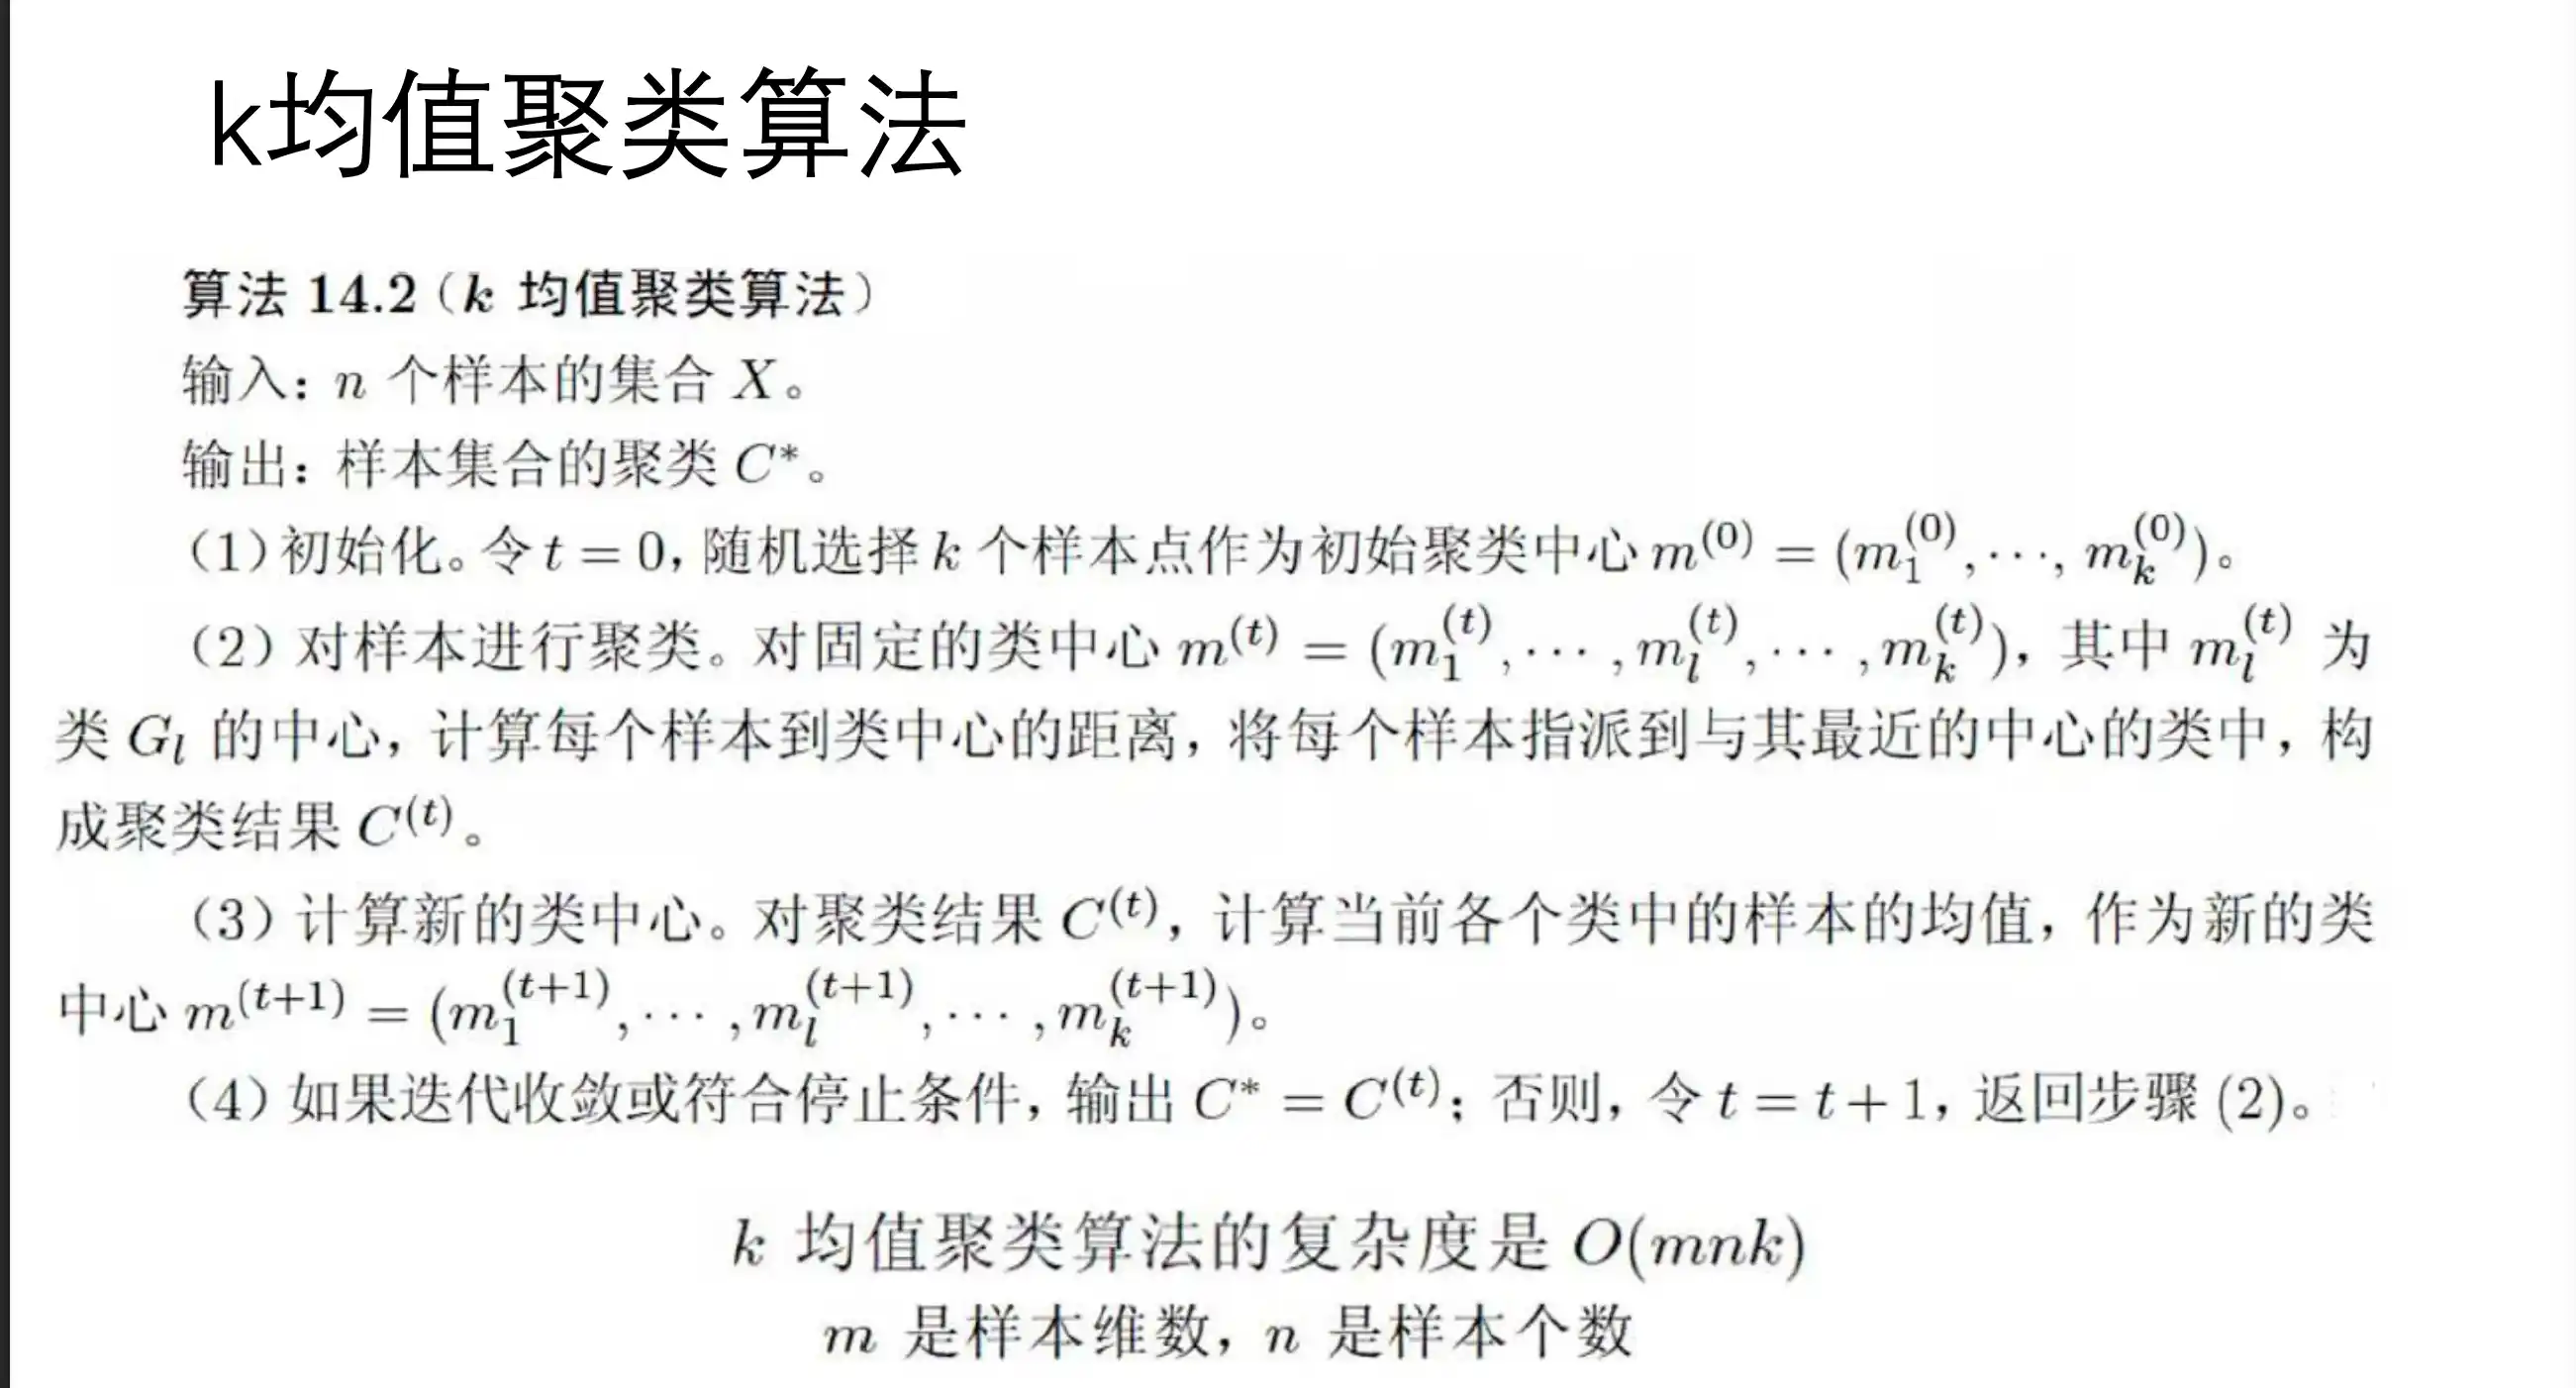 k均值聚类算法
算法 14.2（k 均值聚类算法）
输入：n 个样本的集合 X。
输出：样本集合的聚类 C*。
（1）初始化。令 t = 0，随机选择 k 个样本点作为初始聚类中心 m^(0) = (m_1^(0), ⋯, m_k^(0))。
（2）对样本进行聚类。对固定的类中心 m^(t) = (m_1^(t), ⋯, m_l^(t), ⋯, m_k^(t))，其中 m_l^(t) 为
类 G_l 的中心，计算每个样本到类中心的距离，将每个样本指派到与其最近的中心的类中，构
成聚类结果 C^(t)。
（3）计算新的类中心。对聚类结果 C^(t)，计算当前各个类中的样本的均值，作为新的类
中心 m^(t+1) = (m_1^(t+1), ⋯, m_l^(t+1), ⋯, m_k^(t+1))。
（4）如果迭代收敛或符合停止条件，输出 C* = C^(t)；否则，令 t = t + 1，返回步骤 (2)。
k 均值聚类算法的复杂度是 O(mnk)
m 是样本维数，n 是样本个数